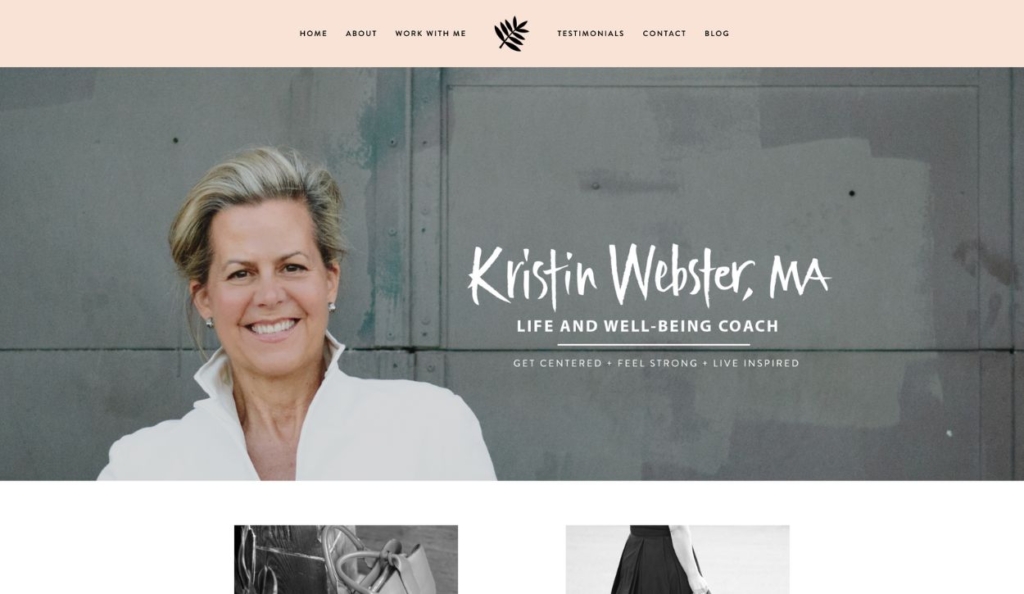 HOME ABOUT WORK WITH ME TESTIMONIALS CONTACT BLOG
Kristin Webster, MA
LIFE AND WELL-BEING COACH
GET CENTERED + FEEL STRONG + LIVE INSPIRED